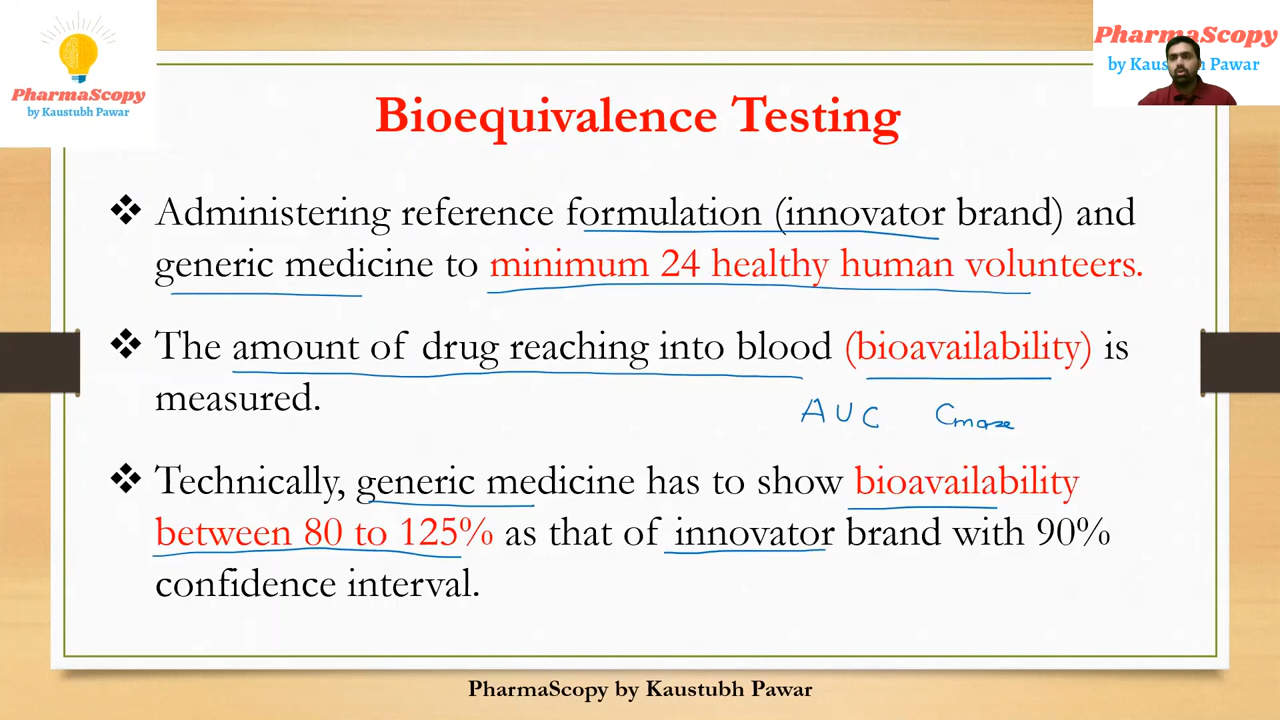 PharmaScopy
by Kaustubh Pawar
PharmaScopy
by Kaus h Pawar
Bioequivalence Testing
❖ Administering reference formulation (innovator brand) and
generic medicine to minimum 24 healthy human volunteers.
❖ The amount of drug reaching into blood (bioavailability) is
measured.
AUC Cmax
❖ Technically, generic medicine has to show bioavailability
between 80 to 125% as that of innovator brand with 90%
confidence interval.
PharmaScopy by Kaustubh Pawar